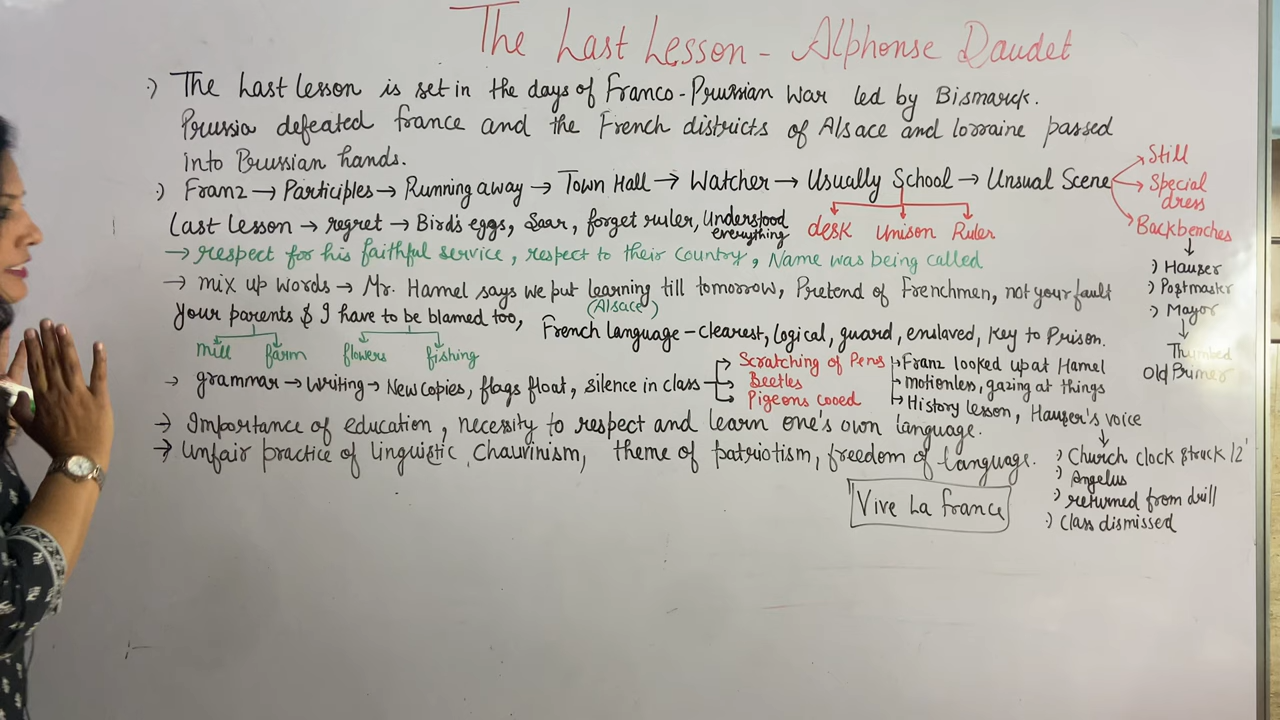 The Last Lesson - Alphonse Daudet
·) The Last lesson is set in the days of Franco-Prussian War led by Bismarck.
Prussia defeated france and the French districts of Alsace and lorraine passed
into Prussian hands.
·) Franz → Participles → Running away → Town Hall → Watcher → Usually School → Unsual Scene
Still
Special dress
Backbenches
desk unison Ruler
·) Hauser
·) Postmaster
·) Mayor
Thumbed
old Primer
Last lesson → regret → Bird's eggs, Saar, forget ruler, Understood everything
→ respect for his faithful service, respect to their country, Name was being called
→ mix up words → Mr. Hamel says we put learning till tomorrow, Pretend of Frenchmen, not your fault
(Alsace)
Your parents & I have to be blamed too, French language - clearest, logical, guard, enslaved, key to Prison.
mill farm flowers fishing
→ grammar → writing → New copies, flags float, silence in class
Scratching of Pens
Beetles
Pigeons cooed
Franz looked up at Hamel
motionless, gazing at things
History lesson, Hauser's voice
·) Church clock struck 12'
·) Angelus
·) returned from drill
·) Class dismissed
→ Importance of education, necessity to respect and learn one's own language.
→ Unfair practice of linguistic Chauvinism, theme of patriotism, freedom of language.
Vive La france